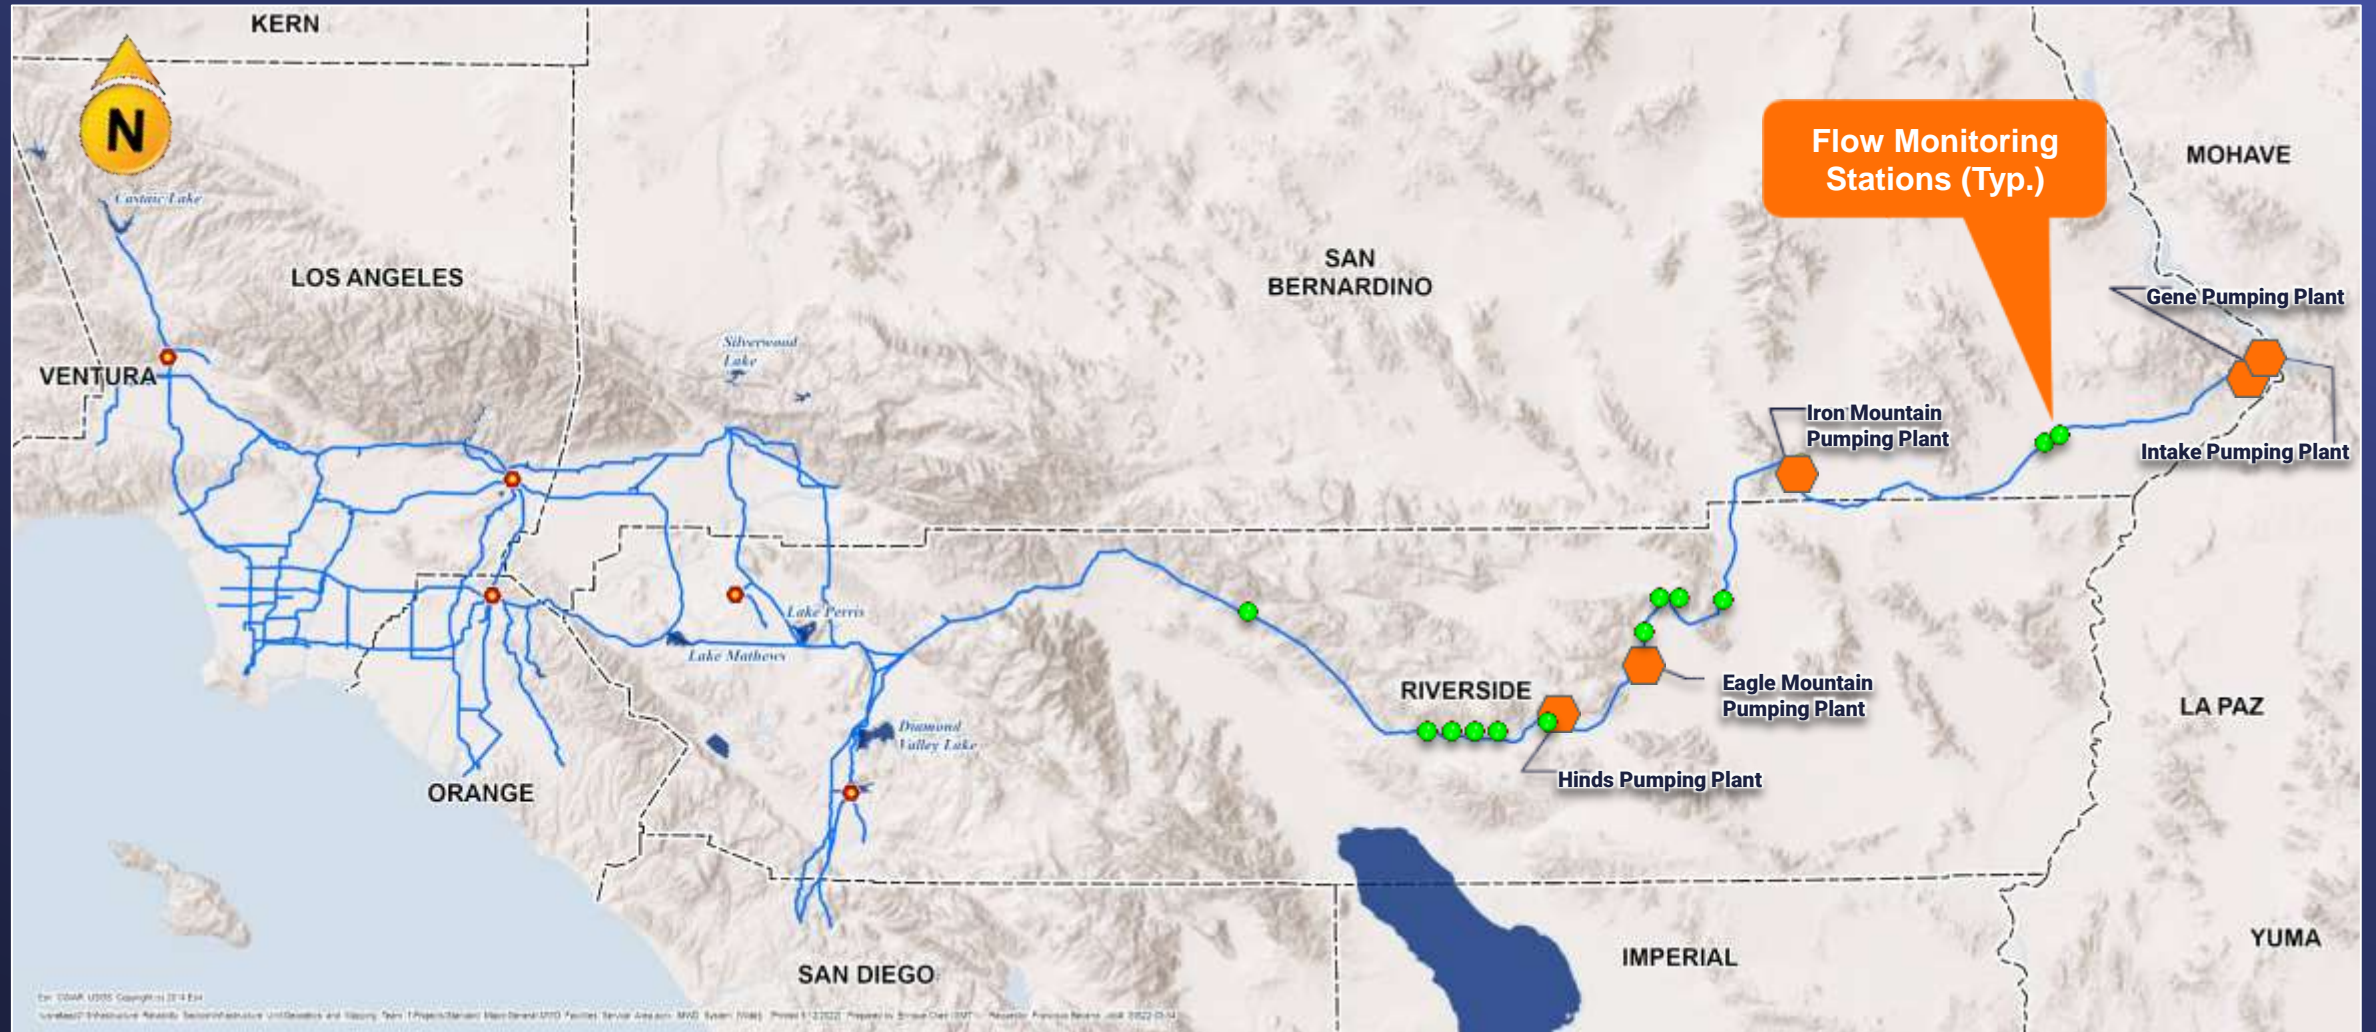 KERN
N
Castaic Lake
LOS ANGELES
VENTURA
Silverwood
Lake
SAN
BERNARDINO
Flow Monitoring
Stations (Typ.)
MOHAVE
Gene Pumping Plant
Iron Mountain
Pumping Plant
Intake Pumping Plant
Lake Perris
Lake Mathews
RIVERSIDE
Eagle Mountain
Pumping Plant
LA PAZ
Diamond
Valley Lake
Hinds Pumping Plant
ORANGE
SAN DIEGO
IMPERIAL
YUMA